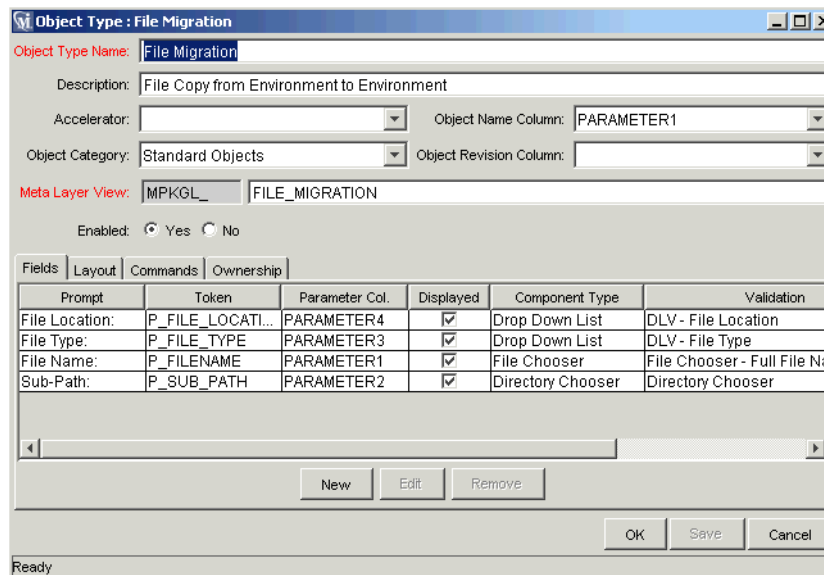 Object Type : File Migration
Object Type Name: File Migration
Description: File Copy from Environment to Environment
Accelerator: Object Name Column: PARAMETER1
Object Category: Standard Objects Object Revision Column:
Meta Layer View: MPKGL_ FILE_MIGRATION
Enabled: Yes No
Fields Layout Commands Ownership
Prompt Token Parameter Col. Displayed Component Type Validation
File Location: P_FILE_LOCATI... PARAMETER4 Drop Down List DLV - File Location
File Type: P_FILE_TYPE PARAMETER3 Drop Down List DLV - File Type
File Name: P_FILENAME PARAMETER1 File Chooser File Chooser - Full File Na
Sub-Path: P_SUB_PATH PARAMETER2 Directory Chooser Directory Chooser
New Edit Remove
OK Save Cancel
Ready